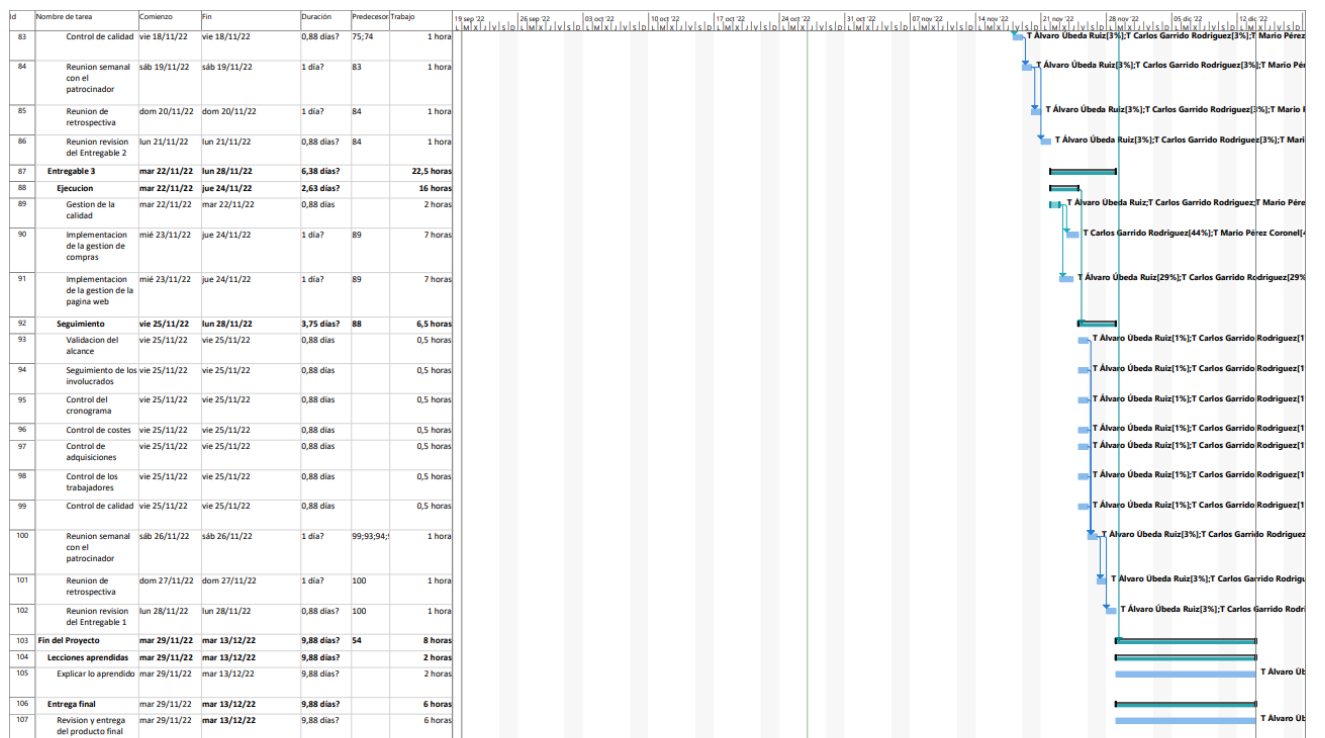 Id Nombre de tarea Comienzo Fin Duración Predecesor Trabajo
19 sep '22 26 sep '22 03 oct '22 10 oct '22 17 oct '22 24 oct '22 31 oct '22 07 nov '22 14 nov '22 21 nov '22 28 nov '22 05 dic '22 12 dic '22
L M X J V S D L M X J V S D L M X J V S D L M X J V S D L M X J V S D L M X J V S D L M X J V S D L M X J V S D L M X J V S D L M X J V S D L M X J V S D L M X J V S D L M X J V S
83 Control de calidad vie 18/11/22 vie 18/11/22 0,88 días? 75;74 1 hora T Álvaro Úbeda Ruiz[3%];T Carlos Garrido Rodriguez[3%];T Mario Pérez
84 Reunion semanal sáb 19/11/22 sáb 19/11/22 1 día? 83 1 hora T Álvaro Úbeda Ruiz[3%];T Carlos Garrido Rodriguez[3%];T Mario Pér
con el
patrocinador
85 Reunion de dom 20/11/22 dom 20/11/22 1 día? 84 1 hora T Álvaro Úbeda Ruiz[3%];T Carlos Garrido Rodriguez[3%];T Mario P
retrospectiva
86 Reunion revision lun 21/11/22 lun 21/11/22 0,88 días? 84 1 hora T Álvaro Úbeda Ruiz[3%];T Carlos Garrido Rodriguez[3%];T Mari
del Entregable 2
87 Entregable 3 mar 22/11/22 lun 28/11/22 6,38 días? 22,5 horas
88 Ejecucion mar 22/11/22 jue 24/11/22 2,63 días? 16 horas
89 Gestion de la mar 22/11/22 mar 22/11/22 0,88 días 2 horas T Álvaro Úbeda Ruiz;T Carlos Garrido Rodriguez;T Mario Pére
calidad
90 Implementacion mié 23/11/22 jue 24/11/22 1 día? 89 7 horas T Carlos Garrido Rodriguez[44%];T Mario Pérez Coronel[4
de la gestion de
compras
91 Implementacion mié 23/11/22 jue 24/11/22 1 día? 89 7 horas T Álvaro Úbeda Ruiz[29%];T Carlos Garrido Rodriguez[29%
de la gestion de la
pagina web
92 Seguimiento vie 25/11/22 lun 28/11/22 3,75 días? 88 6,5 horas
93 Validacion del vie 25/11/22 vie 25/11/22 0,88 días 0,5 horas T Álvaro Úbeda Ruiz[1%];T Carlos Garrido Rodriguez[1
alcance
94 Seguimiento de los vie 25/11/22 vie 25/11/22 0,88 días 0,5 horas T Álvaro Úbeda Ruiz[1%];T Carlos Garrido Rodriguez[1
involucrados
95 Control del vie 25/11/22 vie 25/11/22 0,88 días 0,5 horas T Álvaro Úbeda Ruiz[1%];T Carlos Garrido Rodriguez[1
cronograma
96 Control de costes vie 25/11/22 vie 25/11/22 0,88 días 0,5 horas T Álvaro Úbeda Ruiz[1%];T Carlos Garrido Rodriguez[1
97 Control de vie 25/11/22 vie 25/11/22 0,88 días 0,5 horas T Álvaro Úbeda Ruiz[1%];T Carlos Garrido Rodriguez[1
adquisiciones
98 Control de los vie 25/11/22 vie 25/11/22 0,88 días 0,5 horas T Álvaro Úbeda Ruiz[1%];T Carlos Garrido Rodriguez[1
trabajadores
99 Control de calidad vie 25/11/22 vie 25/11/22 0,88 días 0,5 horas T Álvaro Úbeda Ruiz[1%];T Carlos Garrido Rodriguez[1
100 Reunion semanal sáb 26/11/22 sáb 26/11/22 1 día? 99;93;94; 1 hora T Álvaro Úbeda Ruiz[3%];T Carlos Garrido Rodriguez
con el
patrocinador
101 Reunion de dom 27/11/22 dom 27/11/22 1 día? 100 1 hora T Álvaro Úbeda Ruiz[3%];T Carlos Garrido Rodrigu
retrospectiva
102 Reunion revision lun 28/11/22 lun 28/11/22 0,88 días? 100 1 hora T Álvaro Úbeda Ruiz[3%];T Carlos Garrido Rodri
del Entregable 1
103 Fin del Proyecto mar 29/11/22 mar 13/12/22 9,88 días? 54 8 horas
104 Lecciones aprendidas mar 29/11/22 mar 13/12/22 9,88 días? 2 horas
105 Explicar lo aprendido mar 29/11/22 mar 13/12/22 9,88 días? 2 horas T Álvaro Úb
106 Entrega final mar 29/11/22 mar 13/12/22 9,88 días? 6 horas
107 Revision y entrega mar 29/11/22 mar 13/12/22 9,88 días? 6 horas T Álvaro Úb
del producto final